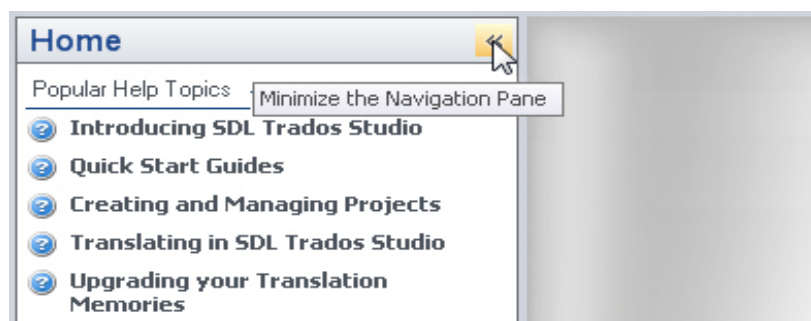 Home
Popular Help Topics
Minimize the Navigation Pane
Introducing SDL Trados Studio
Quick Start Guides
Creating and Managing Projects
Translating in SDL Trados Studio
Upgrading your Translation
Memories